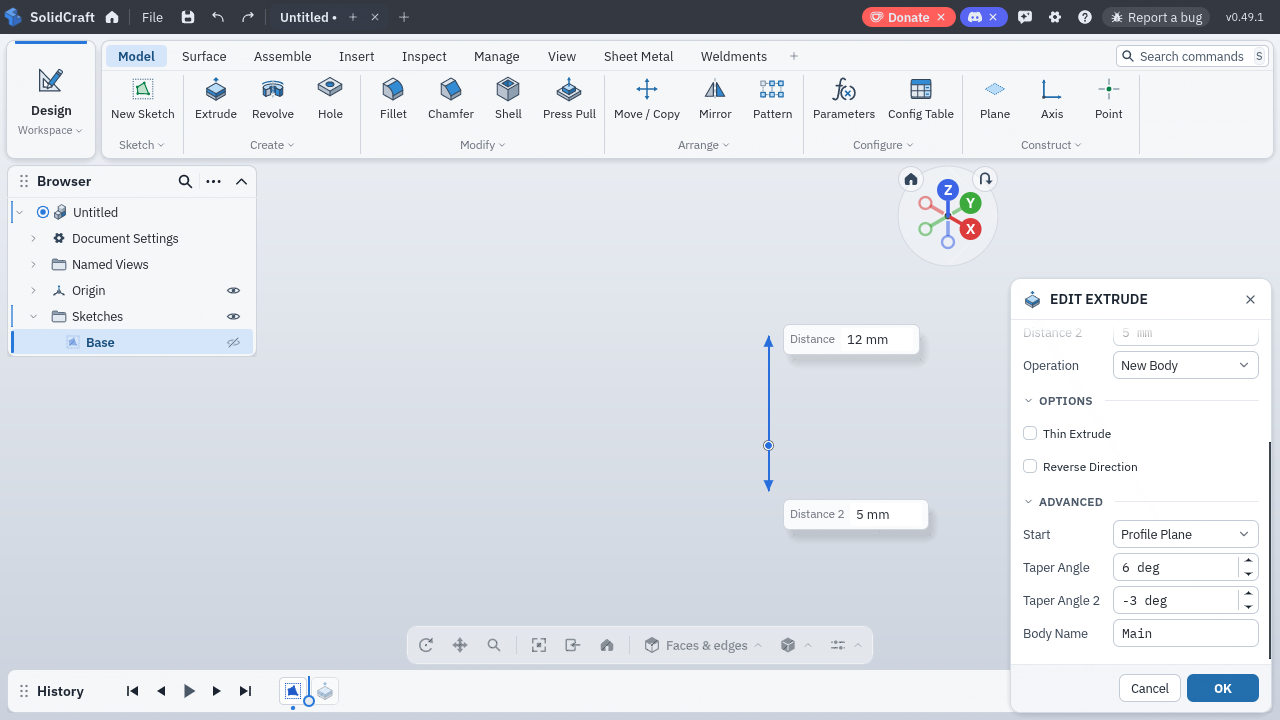 SolidCraft
File
Untitled •
Donate
Report a bug
v0.49.1
Design
Workspace
Model
Surface
Assemble
Insert
Inspect
Manage
View
Sheet Metal
Weldments
Search commands
S
New Sketch
Extrude
Revolve
Hole
Fillet
Chamfer
Shell
Press Pull
Move / Copy
Mirror
Pattern
Parameters
Config Table
Plane
Axis
Point
Sketch
Create
Modify
Arrange
Configure
Construct
Browser
Untitled
Document Settings
Named Views
Origin
Sketches
Base
Z
Y
X
Distance 12 mm
Distance 2 5 mm
EDIT EXTRUDE
Distance 2 5 mm
Operation New Body
OPTIONS
Thin Extrude
Reverse Direction
ADVANCED
Start Profile Plane
Taper Angle 6 deg
Taper Angle 2 -3 deg
Body Name Main
Cancel
OK
Faces & edges
History